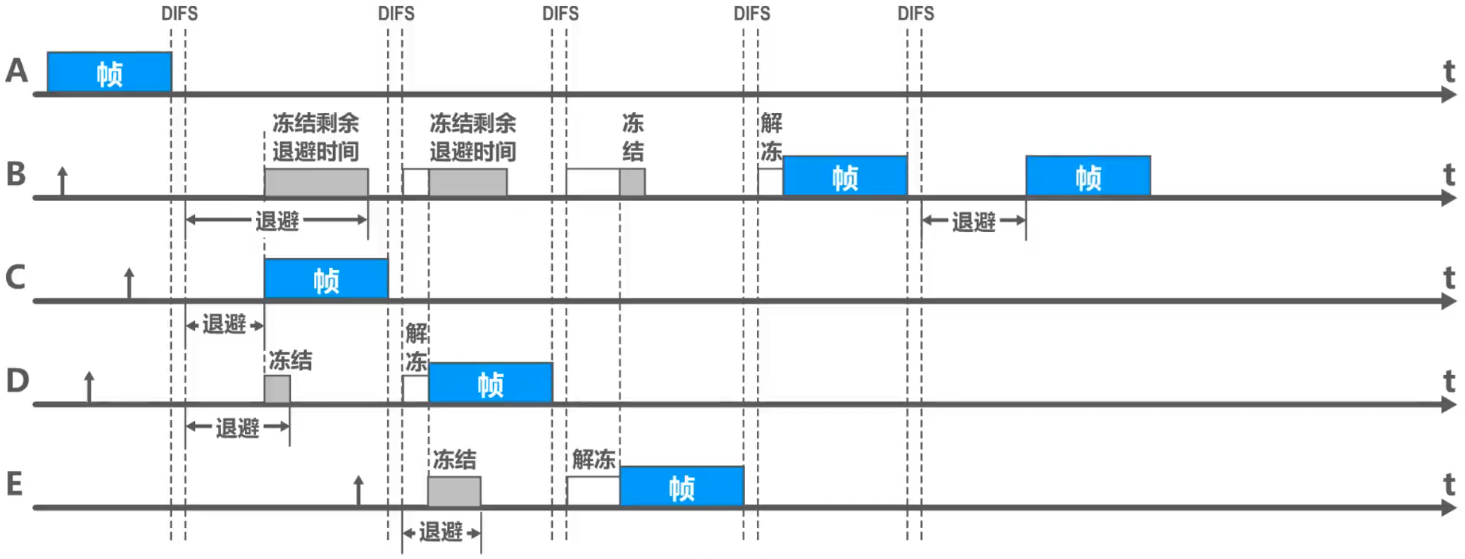 DIFS DIFS DIFS DIFS DIFS
A 帧 t
冻结剩余 冻结剩余 冻 解
退避时间 退避时间 结 冻
B 帧 帧 t
退避 退避
C 帧 t
退避 解
冻结 冻
D 帧 t
退避
冻结 解冻
E 帧 t
退避